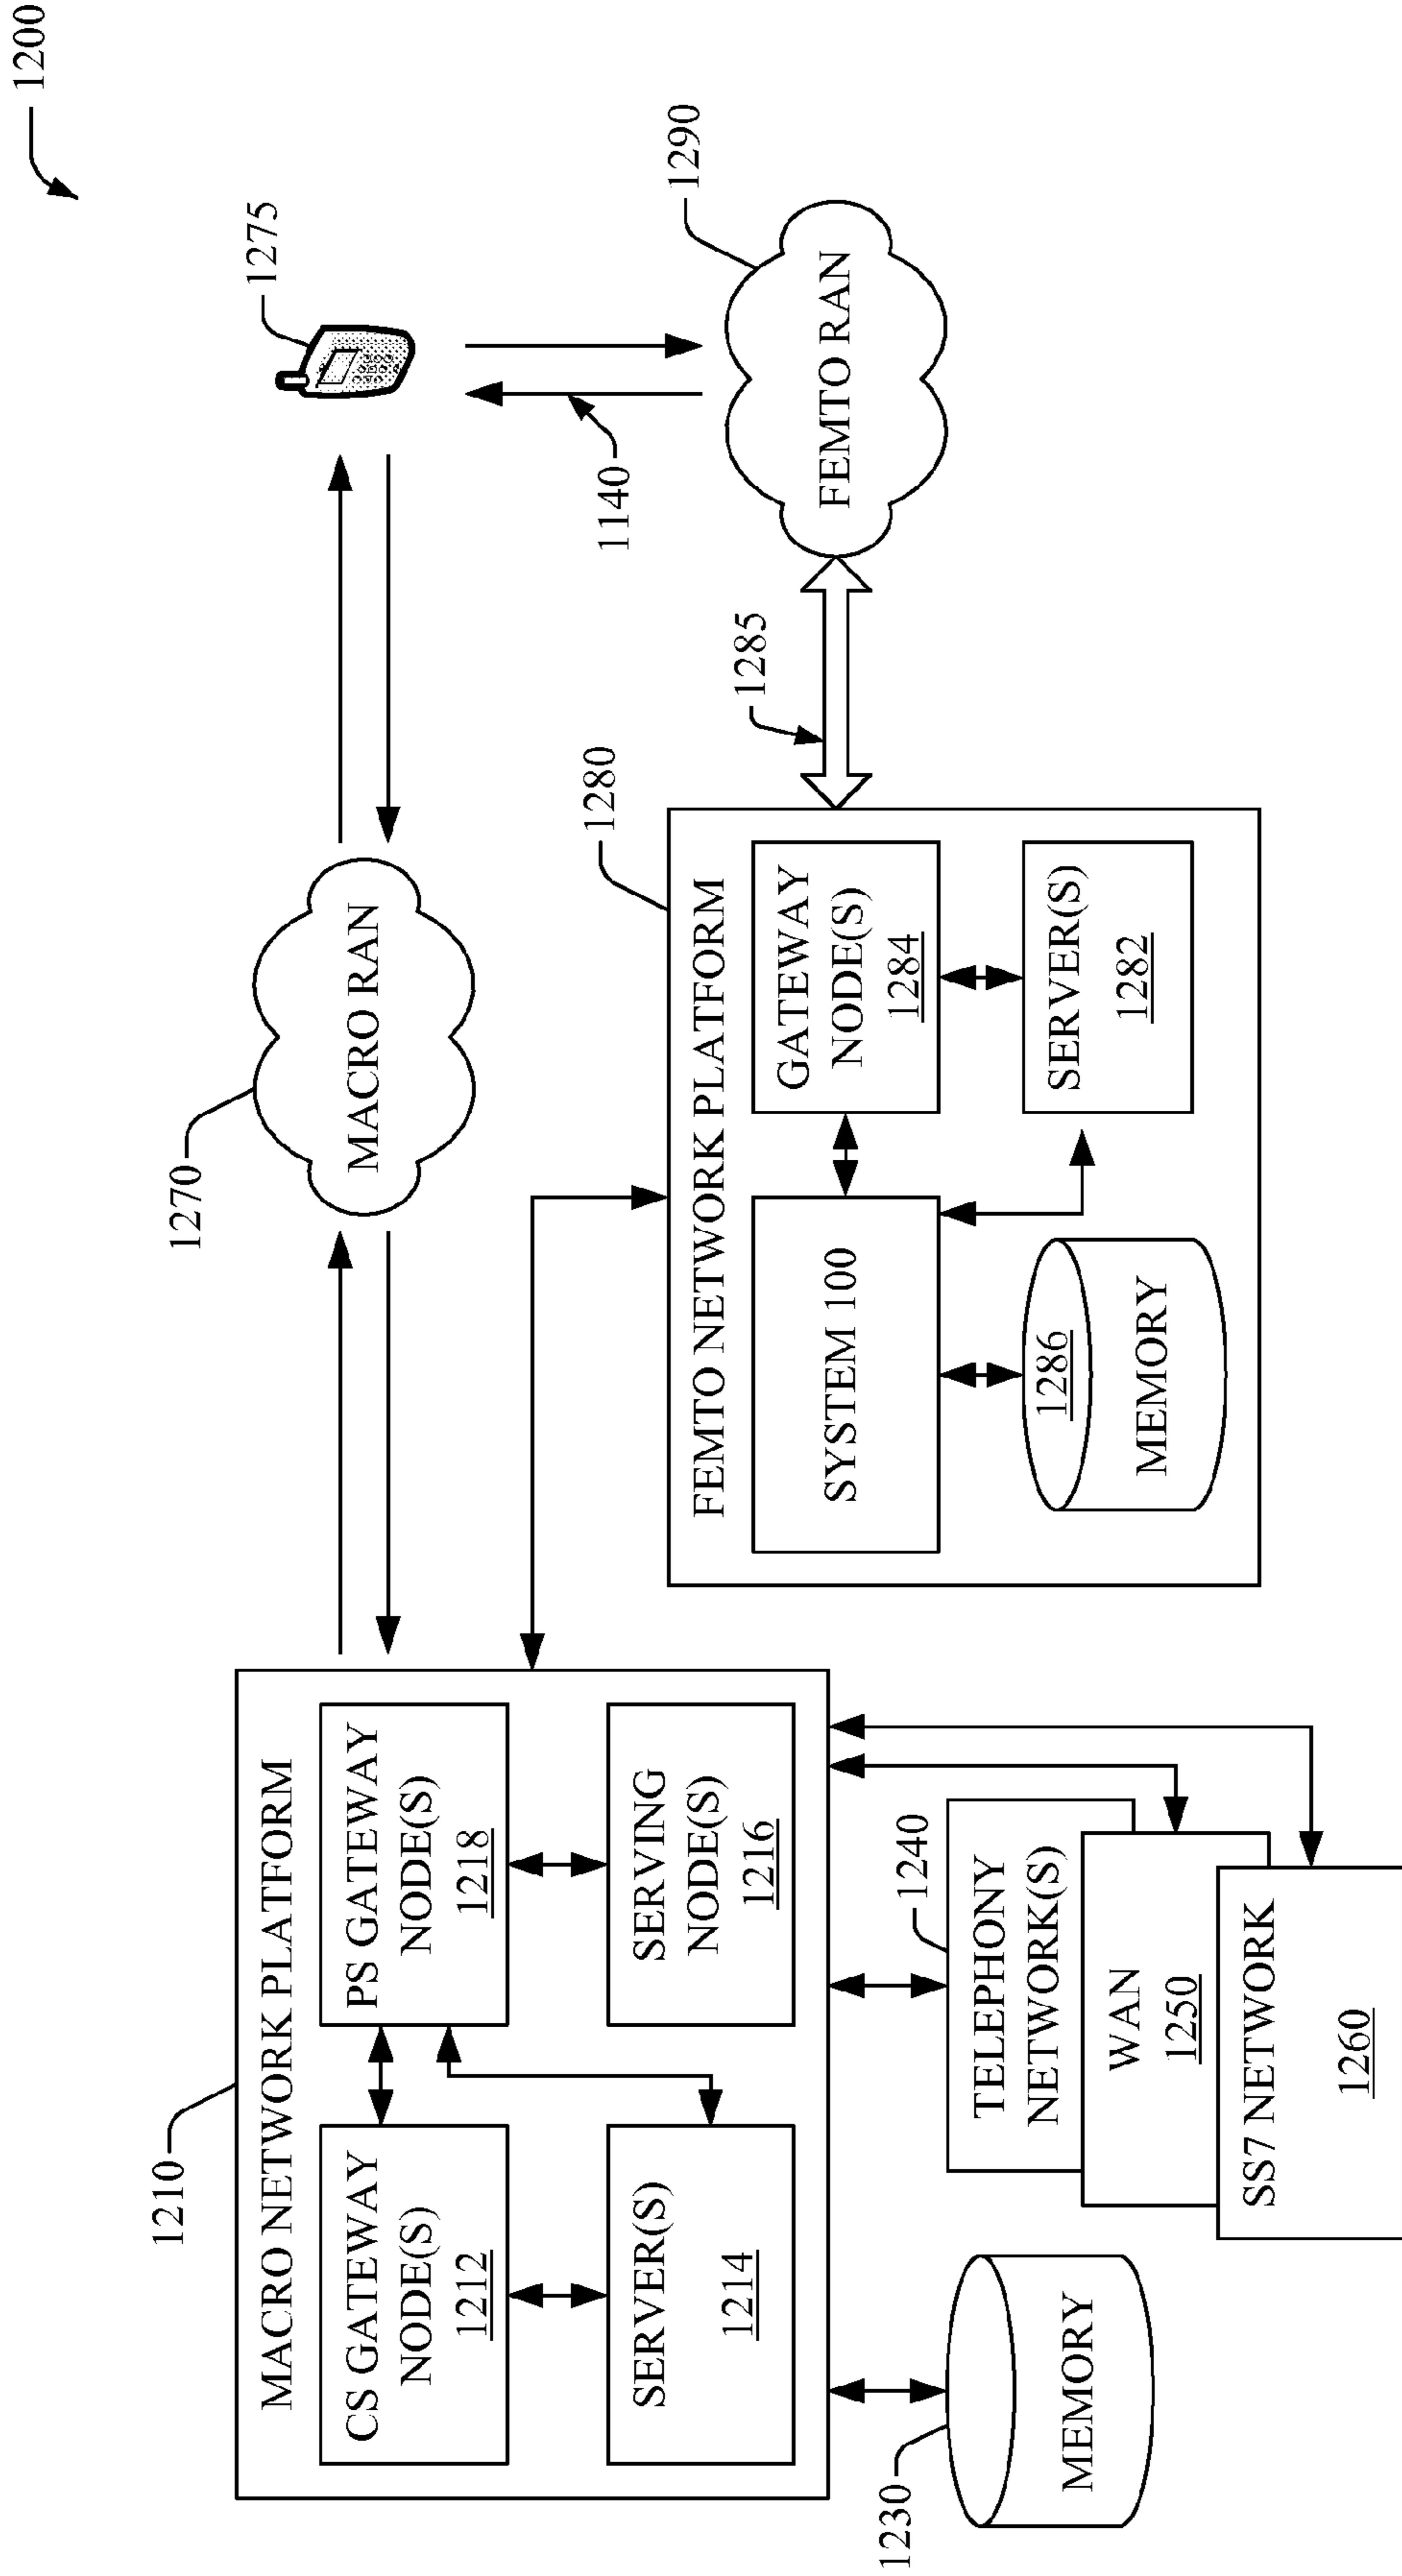 1200
1275
1270
MACRO RAN
1210
MACRO NETWORK PLATFORM
CS GATEWAY
NODE(S)
1212
PS GATEWAY
NODE(S)
1218
SERVER(S)
1214
SERVING
NODE(S)
1216
1140
1290
FEMTO RAN
1285
1280
FEMTO NETWORK PLATFORM
SYSTEM 100
GATEWAY
NODE(S)
1284
1286
MEMORY
SERVER(S)
1282
1230
MEMORY
1240
TELEPHONY
NETWORK(S)
WAN
1250
SS7 NETWORK
1260